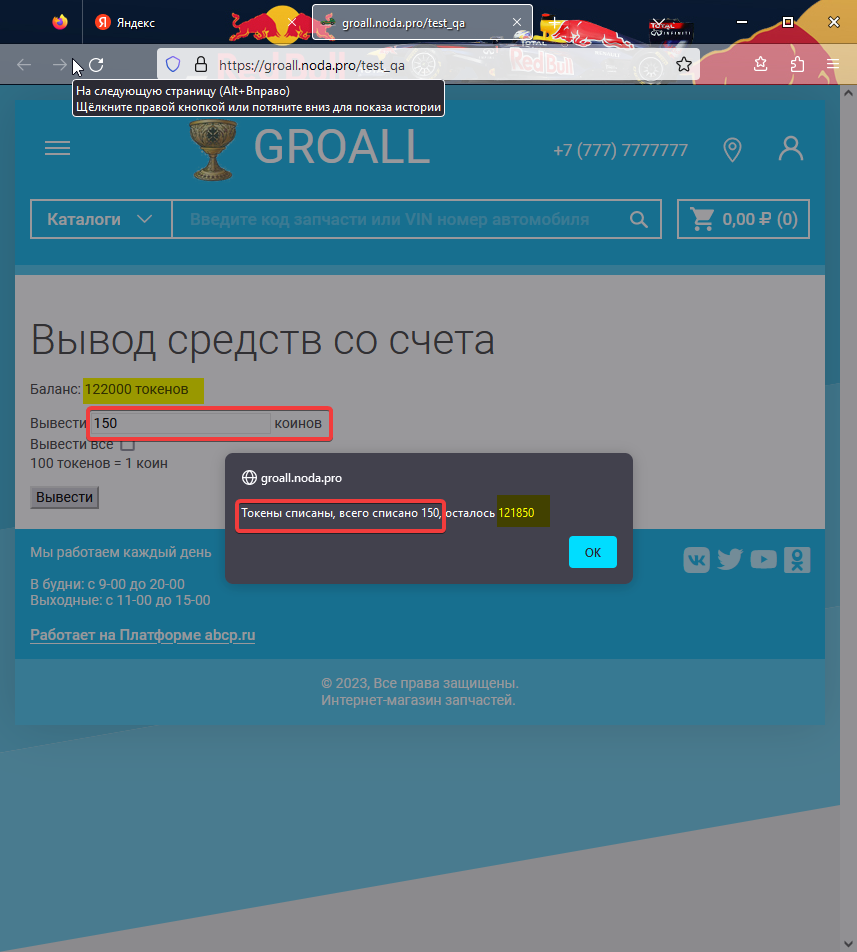 Яндекс
groall.noda.pro/test_qa
https://groall.noda.pro/test_qa
На следующую страницу (Alt+Вправо)
Щёлкните правой кнопкой или потяните вниз для показа истории
GROALL
+7 (777) 7777777
Каталоги
Введите код запчасти или VIN номер автомобиля
0,00 ₽ (0)
Вывод средств со счета
Баланс: 122000 токенов
Вывести 150 коинов
Вывести все
100 токенов = 1 коин
Вывести
groall.noda.pro
Токены списаны, всего списано 150, осталось 121850
OK
Мы работаем каждый день
В будни: с 9-00 до 20-00
Выходные: с 11-00 до 15-00
Работает на Платформе abcp.ru
© 2023, Все права защищены.
Интернет-магазин запчастей.